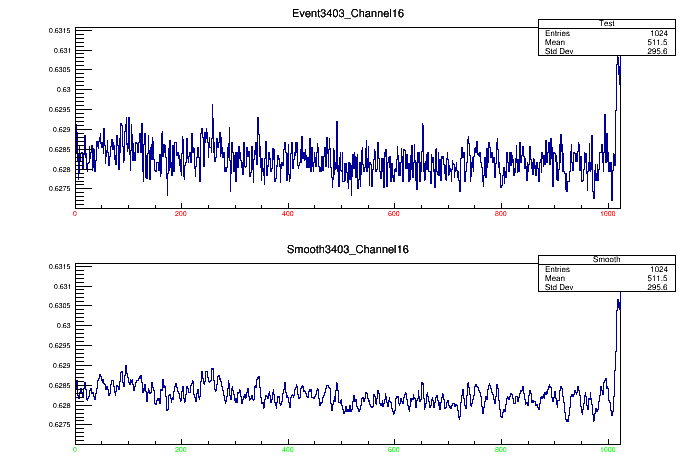 Event3403_Channel16
Test
Entries 1024
Mean 511.5
Std Dev 295.6
0.6315
0.631
0.6305
0.63
0.6295
0.629
0.6285
0.628
0.6275
0 200 400 600 800 1000
Smooth3403_Channel16
Smooth
Entries 1024
Mean 511.5
Std Dev 295.6
0.6315
0.631
0.6305
0.63
0.6295
0.629
0.6285
0.628
0.6275
0 200 400 600 800 1000